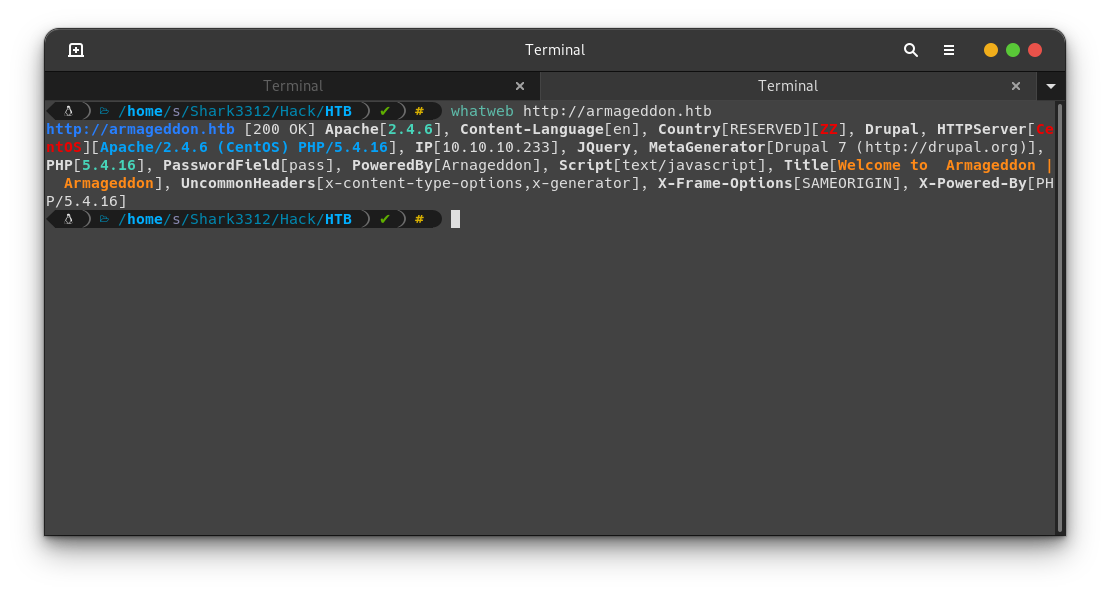 Terminal
Terminal
Terminal
/home/s/Shark3312/Hack/HTB ) ✔ ) # whatweb http://armageddon.htb
http://armageddon.htb [200 OK] Apache[2.4.6], Content-Language[en], Country[RESERVED][ZZ], Drupal, HTTPServer[Ce
ntOS][Apache/2.4.6 (CentOS) PHP/5.4.16], IP[10.10.10.233], JQuery, MetaGenerator[Drupal 7 (http://drupal.org)],
PHP[5.4.16], PasswordField[pass], PoweredBy[Arnageddon], Script[text/javascript], Title[Welcome to  Armageddon |
  Armageddon], UncommonHeaders[x-content-type-options,x-generator], X-Frame-Options[SAMEORIGIN], X-Powered-By[PH
P/5.4.16]
/home/s/Shark3312/Hack/HTB ) ✔ ) #